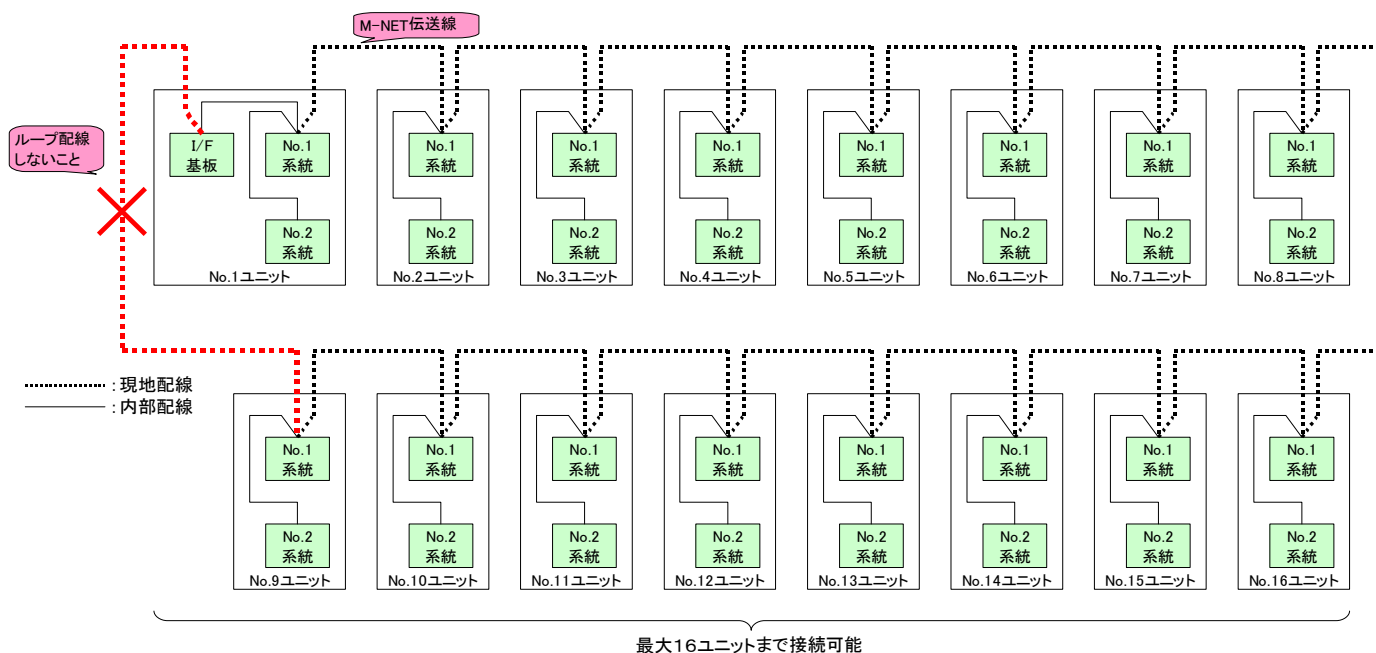 M-NET伝送線
ループ配線
しないこと
I/F
基板
No.1
系統
No.2
系統
No.1ユニット
No.1
系統
No.2
系統
No.2ユニット
No.1
系統
No.2
系統
No.3ユニット
No.1
系統
No.2
系統
No.4ユニット
No.1
系統
No.2
系統
No.5ユニット
No.1
系統
No.2
系統
No.6ユニット
No.1
系統
No.2
系統
No.7ユニット
No.1
系統
No.2
系統
No.8ユニット
:現地配線
:内部配線
No.1
系統
No.2
系統
No.9ユニット
No.1
系統
No.2
系統
No.10ユニット
No.1
系統
No.2
系統
No.11ユニット
No.1
系統
No.2
系統
No.12ユニット
No.1
系統
No.2
系統
No.13ユニット
No.1
系統
No.2
系統
No.14ユニット
No.1
系統
No.2
系統
No.15ユニット
No.1
系統
No.2
系統
No.16ユニット
最大16ユニットまで接続可能